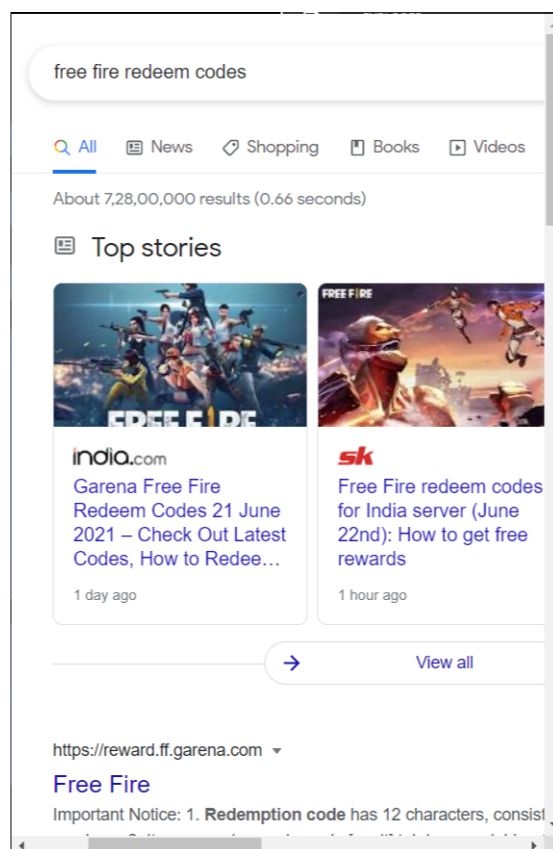 free fire redeem codes
All News Shopping Books Videos
About 7,28,00,000 results (0.66 seconds)
Top stories
FREE FIRE
FREE FIRE
india.com
Garena Free Fire
Redeem Codes 21 June
2021 – Check Out Latest
Codes, How to Redee...
1 day ago
sk
Free Fire redeem codes
for India server (June
22nd): How to get free
rewards
1 hour ago
View all
https://reward.ff.garena.com
Free Fire
Important Notice: 1. Redemption code has 12 characters, consist